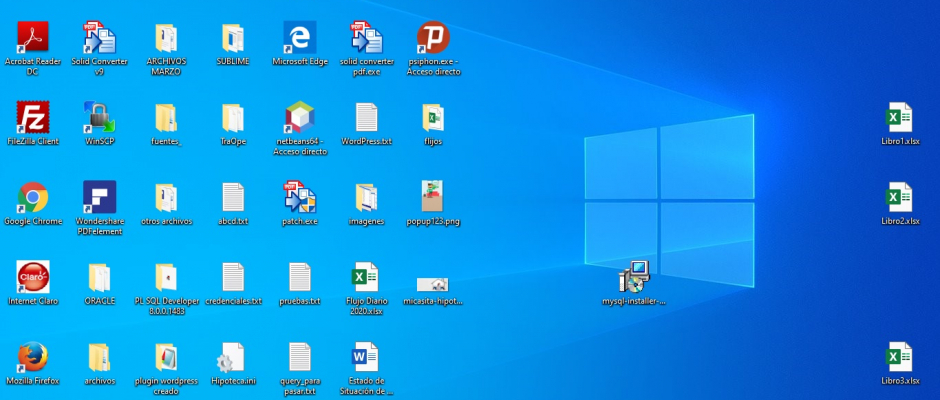 Acrobat Reader
DC
Solid Converter
v9
ARCHIVOS
MARZO
SUBLIME
Microsoft Edge
solid converter
pdf.exe
psiphon.exe -
Acceso directo
FileZilla Client
WinSCP
fuentes_
TraOpe
netbeans64 -
Acceso directo
WordPress.txt
flijos
Libro1.xlsx
Google Chrome
Wondershare
PDFelement
otros archivos
abcd.txt
patch.exe
imagenes
popup123.png
Libro2.xlsx
Claro
Internet Claro
ORACLE
PL SQL Developer
8.0.0.1483
credenciales.txt
pruebas.txt
Flujo Diario
2020.xlsx
micasita-hipot...
mysql-installer-...
Mozilla Firefox
archivos
plugin wordpress
creado
Hipoteca.ini
query_para
pasar.txt
Estado de
Situación de ...
Libro3.xlsx